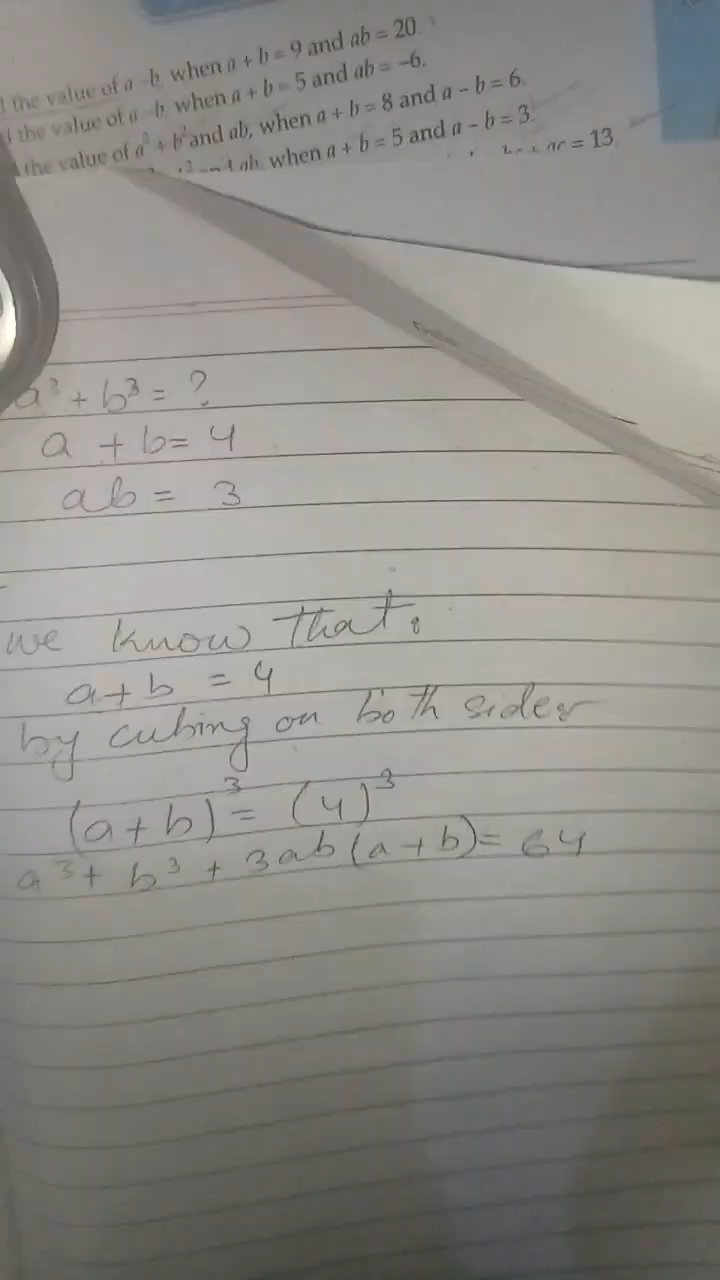 the value of a – b, when a + b = 9 and ab = 20.
the value of a – b, when a + b = 5 and ab = –6.
the value of a² + b² and ab, when a + b = 8 and a – b = 6.
ab, when a + b = 5 and a – b = 3.
= 13.
a³ + b³ = ?
a + b = 4
ab = 3
we know that:
a + b = 4
by cubing on both sides
(a + b)³ = (4)³
a³ + b³ + 3ab(a + b) = 64